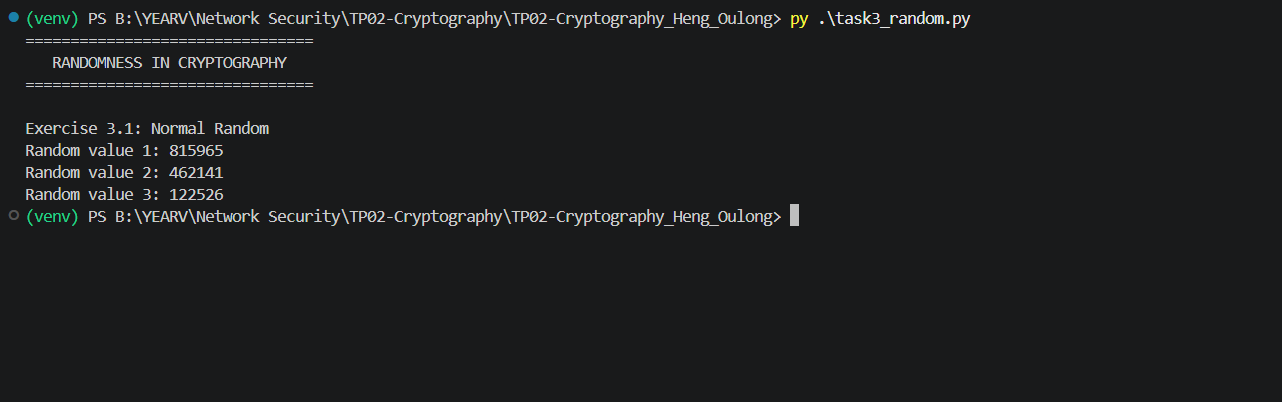 (venv) PS B:\YEARV\Network Security\TP02-Cryptography\TP02-Cryptography_Heng_Oulong> py .\task3_random.py
================================
   RANDOMNESS IN CRYPTOGRAPHY
================================
Exercise 3.1: Normal Random
Random value 1: 815965
Random value 2: 462141
Random value 3: 122526
(venv) PS B:\YEARV\Network Security\TP02-Cryptography\TP02-Cryptography_Heng_Oulong>